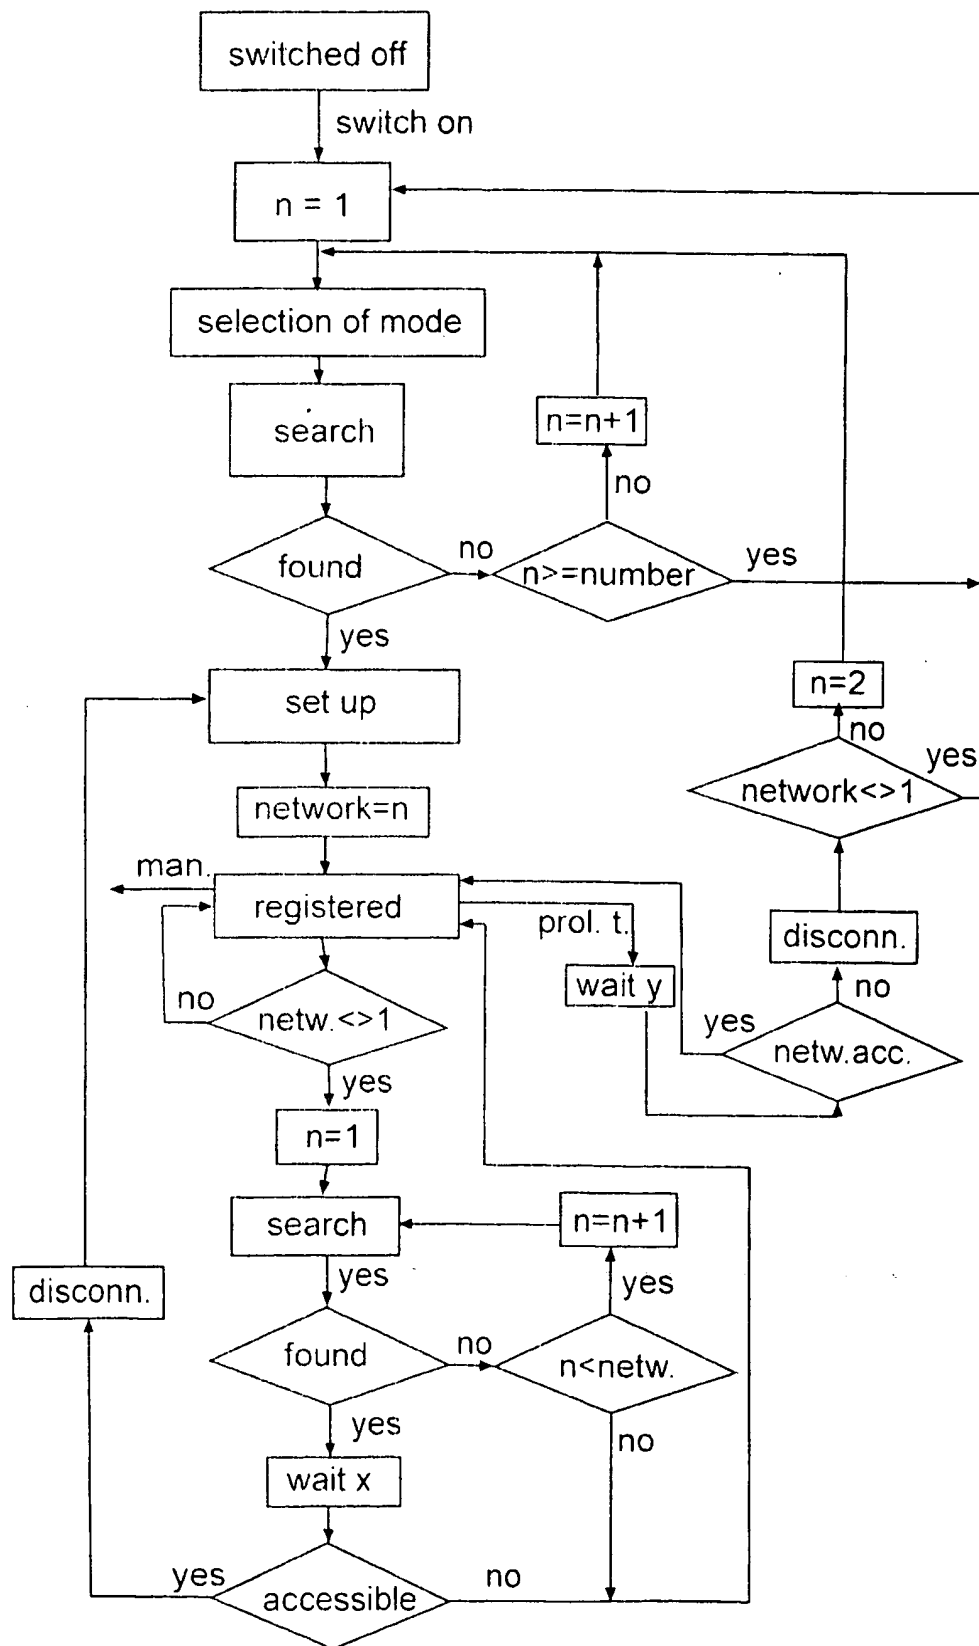 switched off
switch on
n = 1
selection of mode
search
n=n+1
no
found
no
n>=number
yes
yes
set up
n=2
no
yes
network<>1
network=n
man.
registered
prol. t.
disconn.
wait y
no
no
yes
netw.<>1
netw.acc.
yes
n=1
search
n=n+1
yes
yes
disconn.
found
no
n<netw.
yes
no
wait x
yes
no
accessible